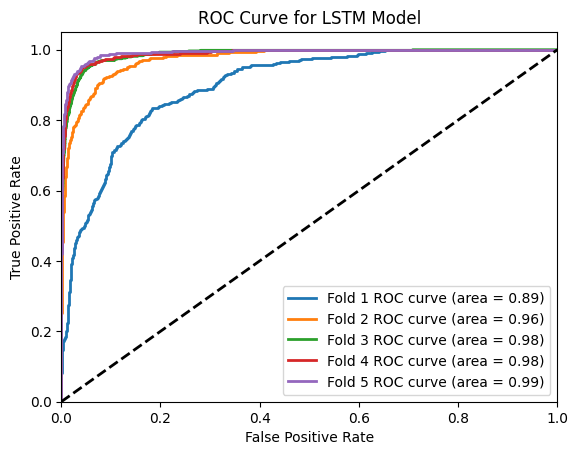 ROC Curve for LSTM Model
True Positive Rate
1.0
0.8
0.6
0.4
0.2
0.0
Fold 1 ROC curve (area = 0.89)
Fold 2 ROC curve (area = 0.96)
Fold 3 ROC curve (area = 0.98)
Fold 4 ROC curve (area = 0.98)
Fold 5 ROC curve (area = 0.99)
0.0 0.2 0.4 0.6 0.8 1.0
False Positive Rate